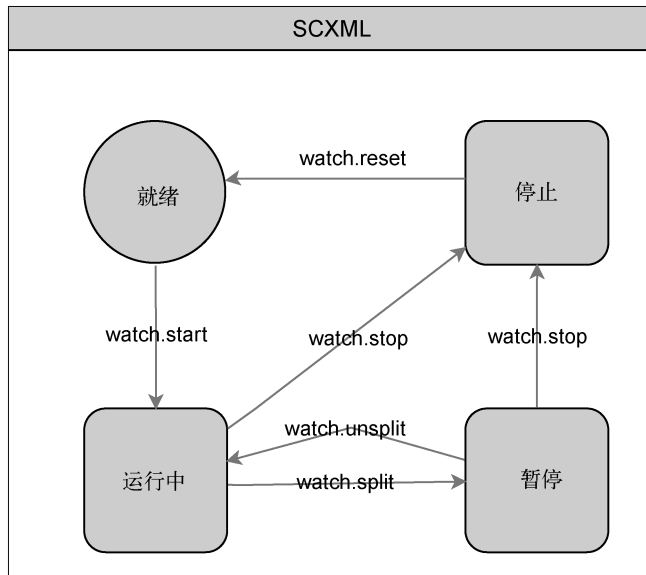 SCXML
就绪
watch.reset
停止
watch.start
watch.stop
watch.stop
watch.unsplit
运行中
watch.split
暂停